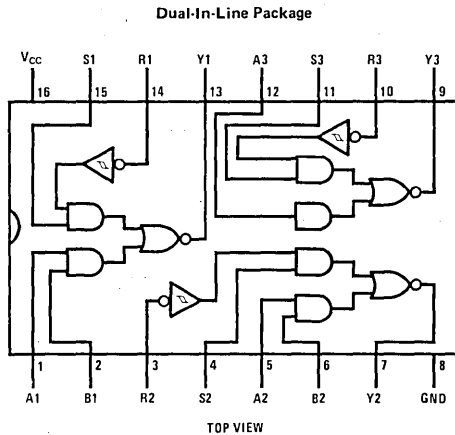 Dual-In-Line Package
VCC S1 R1 Y1 A3 S3 R3 Y3
16 15 14 13 12 11 10 9
1 2 3 4 5 6 7 8
A1 B1 R2 S2 A2 B2 Y2 GND
TOP VIEW